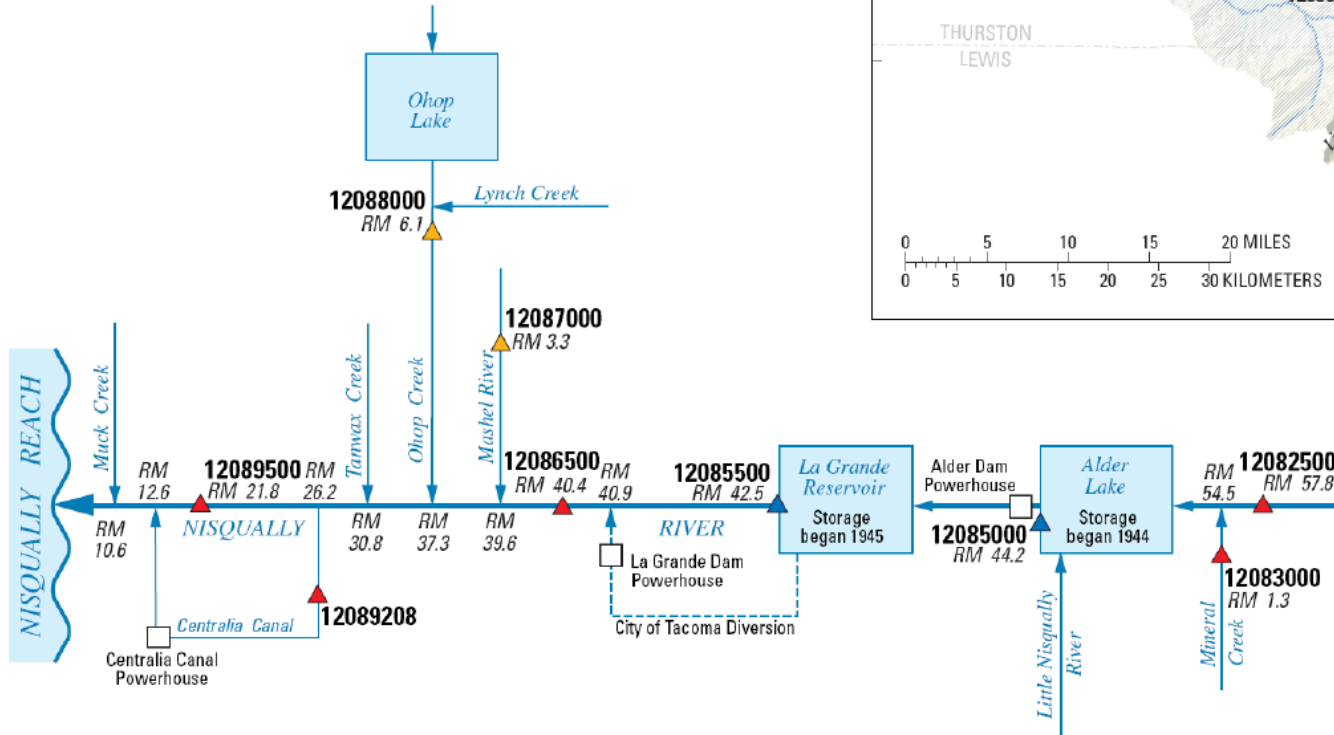 THURSTON
LEWIS
0 5 10 15 20 MILES
0 5 10 15 20 25 30 KILOMETERS
Ohop
Lake
12088000
RM 6.1
Lynch Creek
12087000
RM 3.3
NISQUALLY REACH
Muck Creek
Tanwax Creek
Ohop Creek
Mashel River
RM
12.6
12089500
RM 21.8
RM
26.2
12086500
RM 40.4
RM
40.9
12085500
RM 42.5
La Grande
Reservoir
Storage
began 1945
Alder Dam
Powerhouse
Alder
Lake
Storage
began 1944
RM
54.5
12082500
RM 57.8
RM
10.6
NISQUALLY
RM
30.8
RM
37.3
RM
39.6
RIVER
12085000
RM 44.2
La Grande Dam
Powerhouse
12083000
RM 1.3
12089208
Centralia Canal
City of Tacoma Diversion
Centralia Canal
Powerhouse
Little Nisqually
River
Mineral
Creek